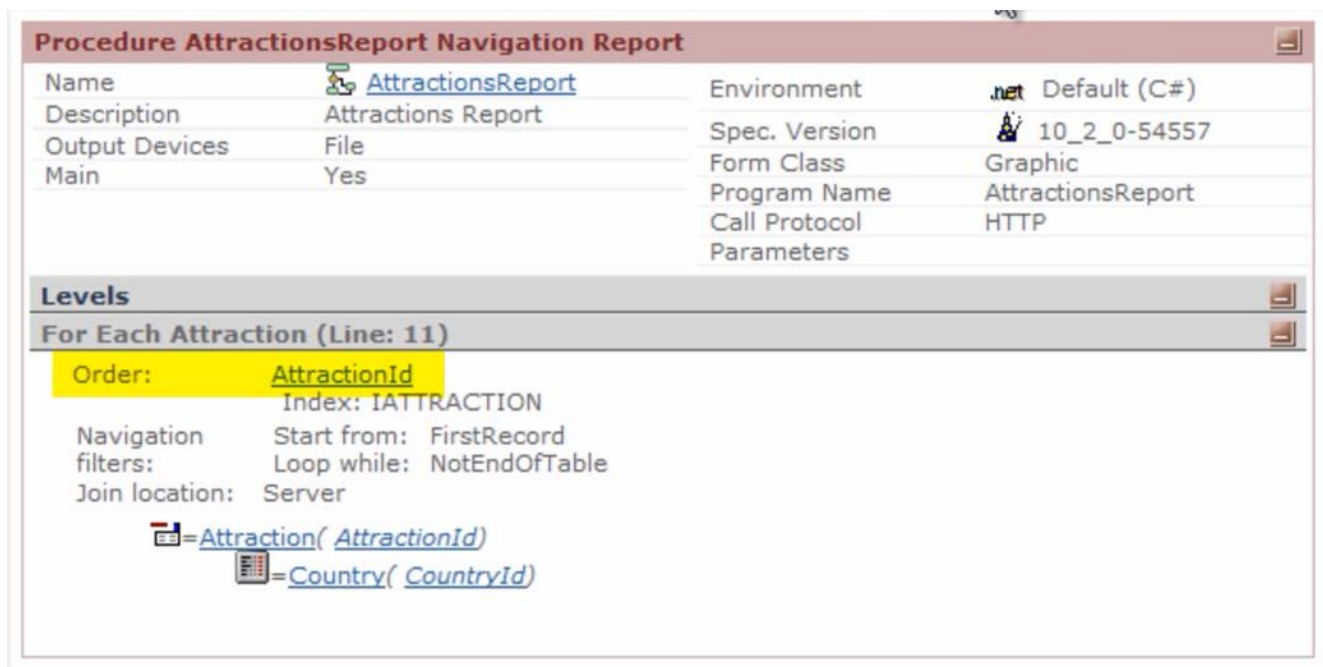 Procedure AttractionsReport Navigation Report
Name AttractionsReport
Description Attractions Report
Output Devices File
Main Yes
Environment .net Default (C#)
Spec. Version 10_2_0-54557
Form Class Graphic
Program Name AttractionsReport
Call Protocol HTTP
Parameters
Levels
For Each Attraction (Line: 11)
Order: AttractionId
Index: IATTRACTION
Navigation Start from: FirstRecord
filters: Loop while: NotEndOfTable
Join location: Server
=Attraction( AttractionId)
=Country( CountryId)